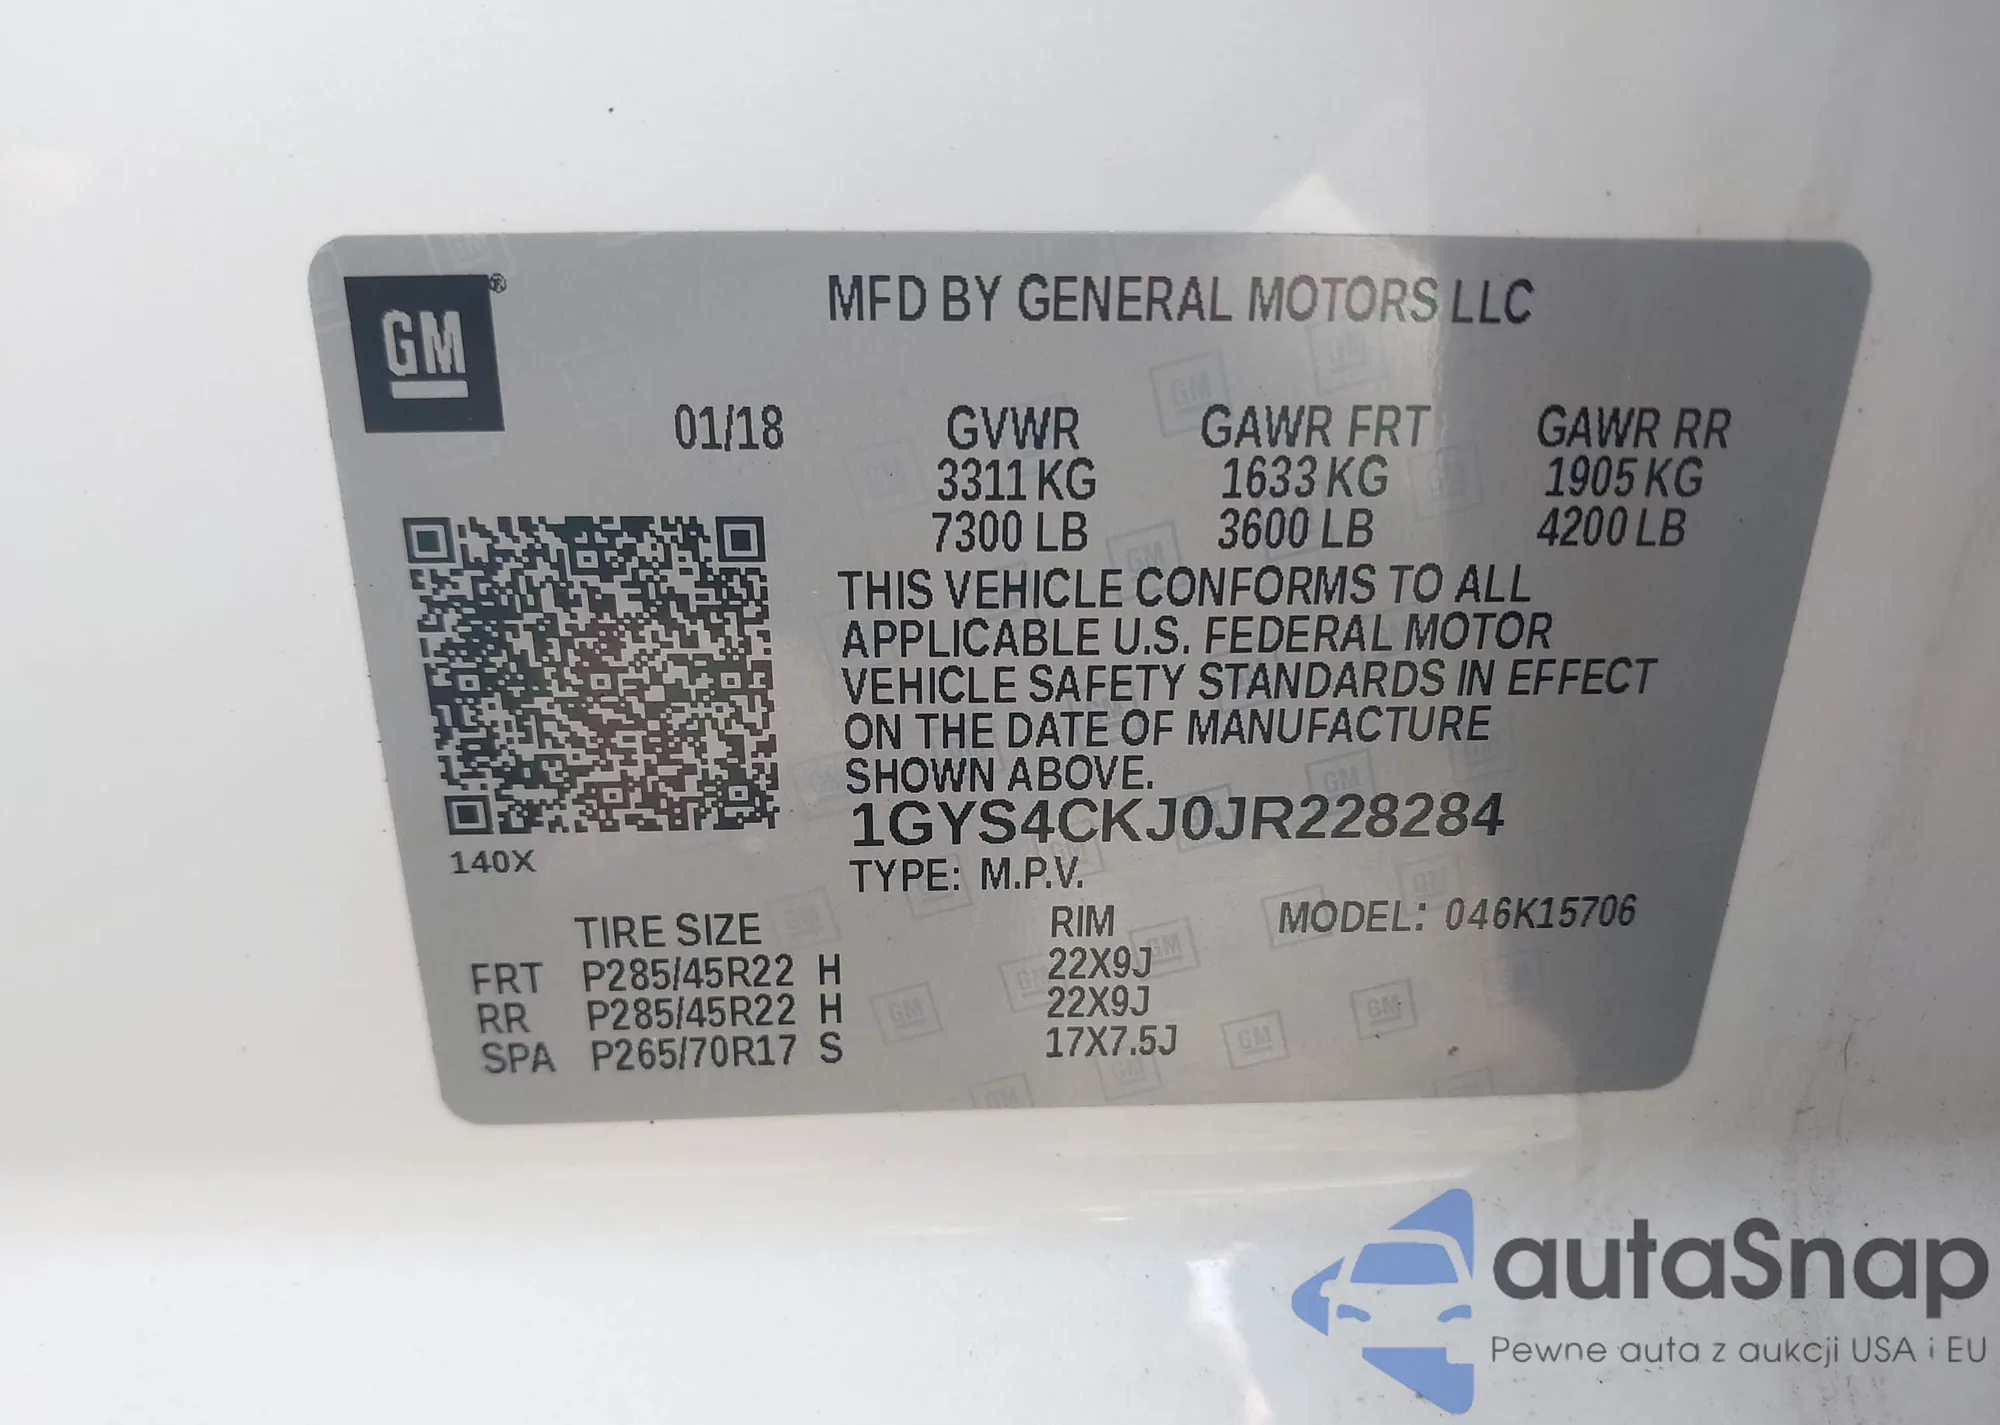 GM®
MFD BY GENERAL MOTORS LLC
01/18 GVWR GAWR FRT GAWR RR
3311 KG 1633 KG 1905 KG
7300 LB 3600 LB 4200 LB
THIS VEHICLE CONFORMS TO ALL
APPLICABLE U.S. FEDERAL MOTOR
VEHICLE SAFETY STANDARDS IN EFFECT
ON THE DATE OF MANUFACTURE
SHOWN ABOVE.
1GYS4CKJ0JR228284
140X
TYPE: M.P.V.
TIRE SIZE RIM MODEL: 046K15706
FRT P285/45R22 H 22X9J
RR P285/45R22 H 22X9J
SPA P265/70R17 S 17X7.5J
autaSnap
Pewne auta z aukcji USA i EU